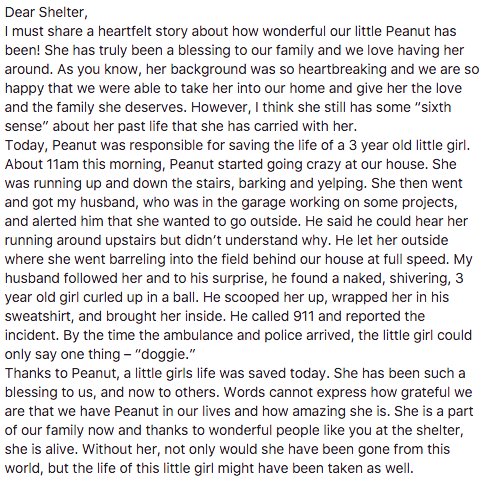 Dear Shelter,
I must share a heartfelt story about how wonderful our little Peanut has
been! She has truly been a blessing to our family and we love having her
around. As you know, her background was so heartbreaking and we are so
happy that we were able to take her into our home and give her the love
and the family she deserves. However, I think she still has some “sixth
sense” about her past life that she has carried with her.
Today, Peanut was responsible for saving the life of a 3 year old little girl.
About 11am this morning, Peanut started going crazy at our house. She
was running up and down the stairs, barking and yelping. She then went
and got my husband, who was in the garage working on some projects,
and alerted him that she wanted to go outside. He said he could hear her
running around upstairs but didn’t understand why. He let her outside
where she went barreling into the field behind our house at full speed. My
husband followed her and to his surprise, he found a naked, shivering, 3
year old girl curled up in a ball. He scooped her up, wrapped her in his
sweatshirt, and brought her inside. He called 911 and reported the
incident. By the time the ambulance and police arrived, the little girl could
only say one thing – “doggie.”
Thanks to Peanut, a little girls life was saved today. She has been such a
blessing to us, and now to others. Words cannot express how grateful we
are that we have Peanut in our lives and how amazing she is. She is a part
of our family now and thanks to wonderful people like you at the shelter,
she is alive. Without her, not only would she have been gone from this
world, but the life of this little girl might have been taken as well.